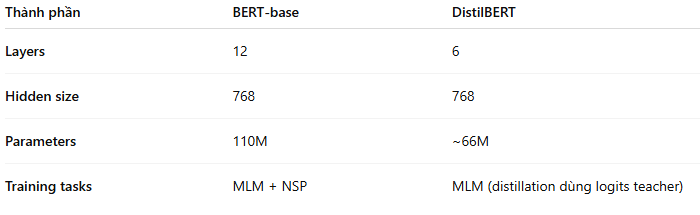 Thành phần BERT-base DistilBERT
Layers 12 6
Hidden size 768 768
Parameters 110M ~66M
Training tasks MLM + NSP MLM (distillation dùng logits teacher)